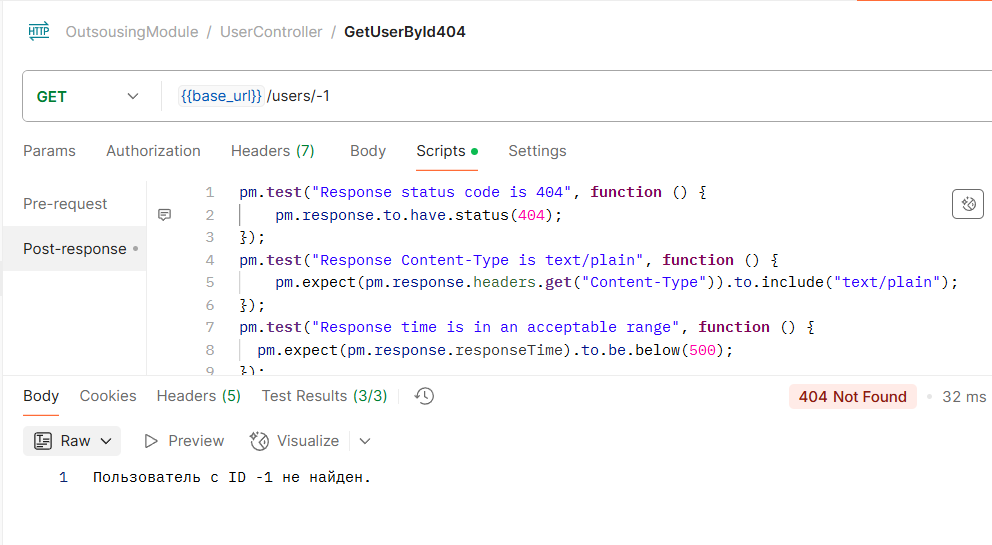 HTTP OutsousingModule / UserController / GetUserById404
GET {{base_url}} /users/-1
Params Authorization Headers (7) Body Scripts Settings
Pre-request
Post-response
1 pm.test("Response status code is 404", function () {
2 pm.response.to.have.status(404);
3 });
4 pm.test("Response Content-Type is text/plain", function () {
5 pm.expect(pm.response.headers.get("Content-Type")).to.include("text/plain");
6 });
7 pm.test("Response time is in an acceptable range", function () {
8 pm.expect(pm.response.responseTime).to.be.below(500);
9 });
Body Cookies Headers (5) Test Results (3/3) 404 Not Found 32 ms
Raw Preview Visualize
1 Пользователь с ID -1 не найден.